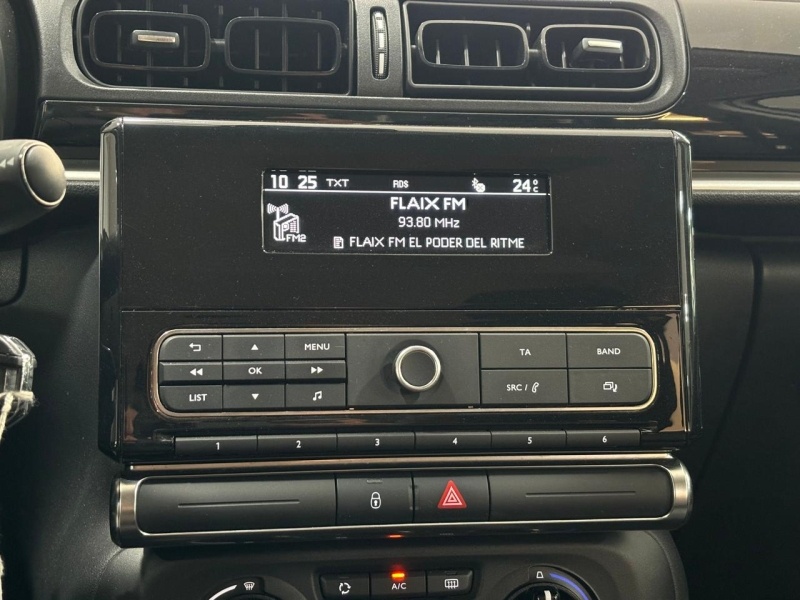 10 25 TXT RDS 24°C
FLAIX FM
93.80 MHz
FM2
FLAIX FM EL PODER DEL RITME
MENU
TA BAND
OK
LIST
SRC /
1 2 3 4 5 6
A/C